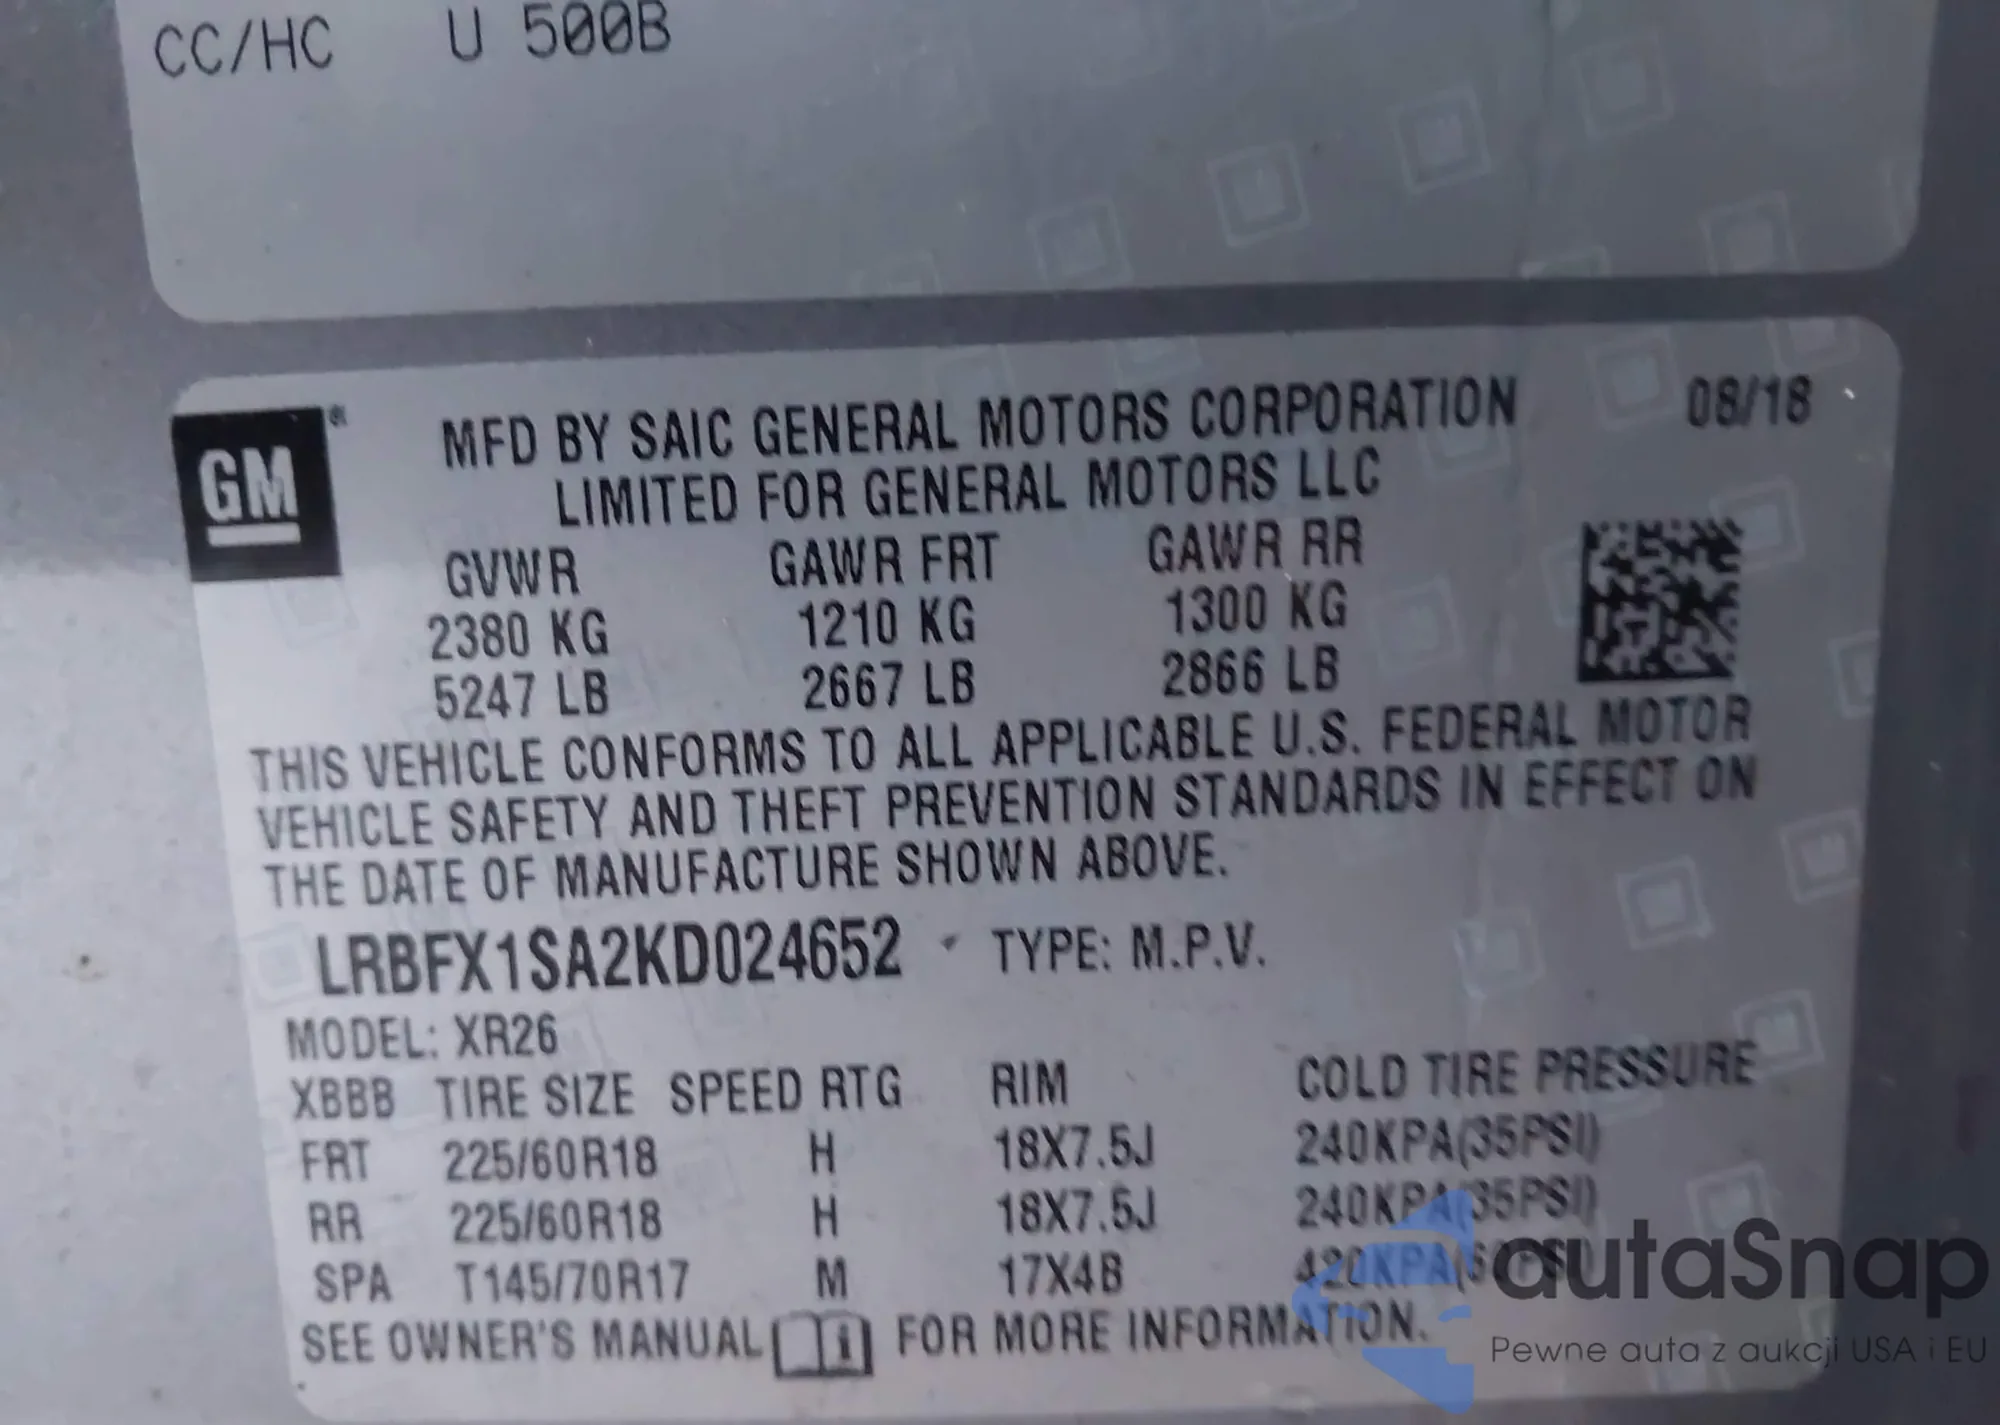 CC/HC U 500B
GM ®
MFD BY SAIC GENERAL MOTORS CORPORATION 08/18
LIMITED FOR GENERAL MOTORS LLC
GVWR GAWR FRT GAWR RR
2380 KG 1210 KG 1300 KG
5247 LB 2667 LB 2866 LB
THIS VEHICLE CONFORMS TO ALL APPLICABLE U.S. FEDERAL MOTOR
VEHICLE SAFETY AND THEFT PREVENTION STANDARDS IN EFFECT ON
THE DATE OF MANUFACTURE SHOWN ABOVE.
LRBFX1SA2KD024652 TYPE: M.P.V.
MODEL: XR26
XBBB TIRE SIZE SPEED RTG RIM COLD TIRE PRESSURE
FRT 225/60R18 H 18X7.5J 240KPA(35PSI)
RR 225/60R18 H 18X7.5J 240KPA(35PSI)
SPA T145/70R17 M 17X4B 420KPA(60PSI)
SEE OWNER'S MANUAL i FOR MORE INFORMATION.
autaSnap
Pewne auta z aukcji USA i EU